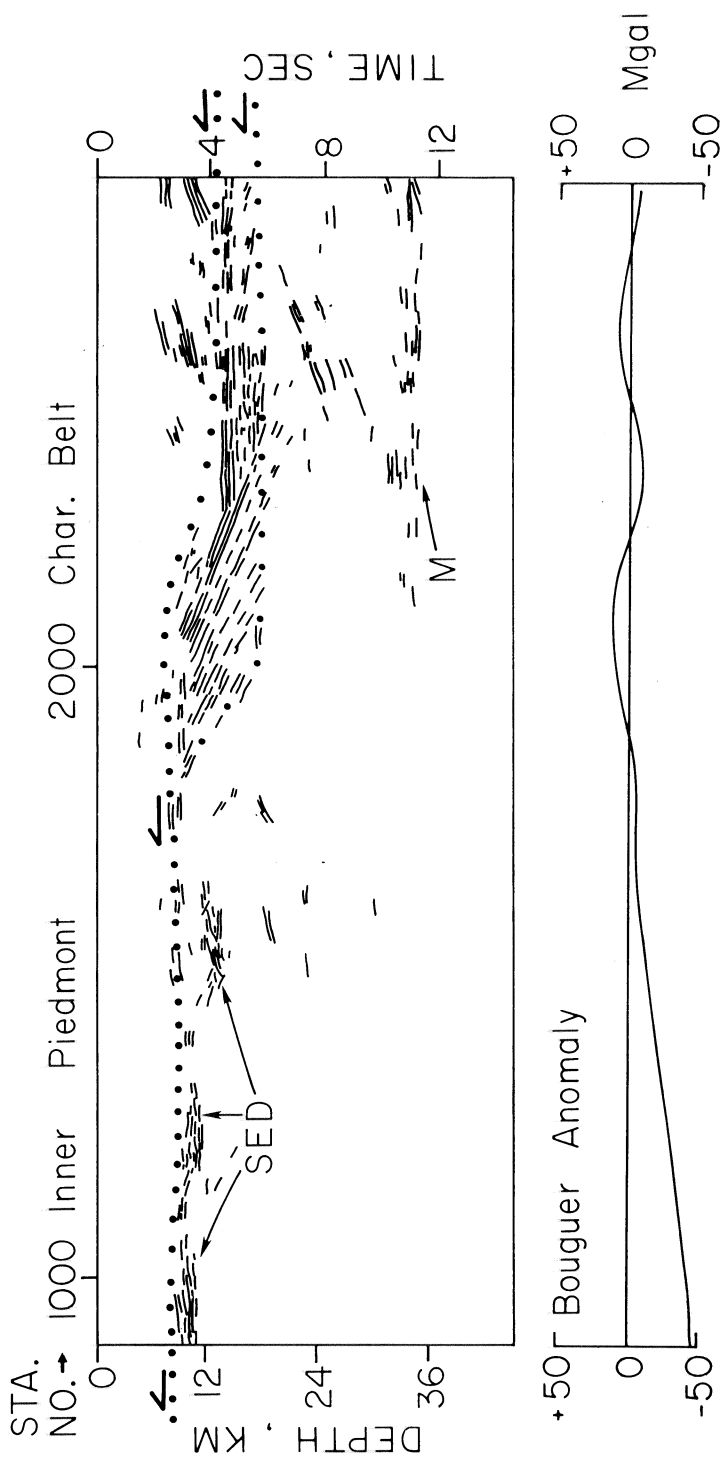 STA.
NO.→ 1000 Inner Piedmont 2000 Char. Belt
0
12
24
36
DEPTH, KM
0
4
8
12
TIME, SEC
SED
M
Bouguer Anomaly
+50
0
-50
+50
0
-50
Mgal